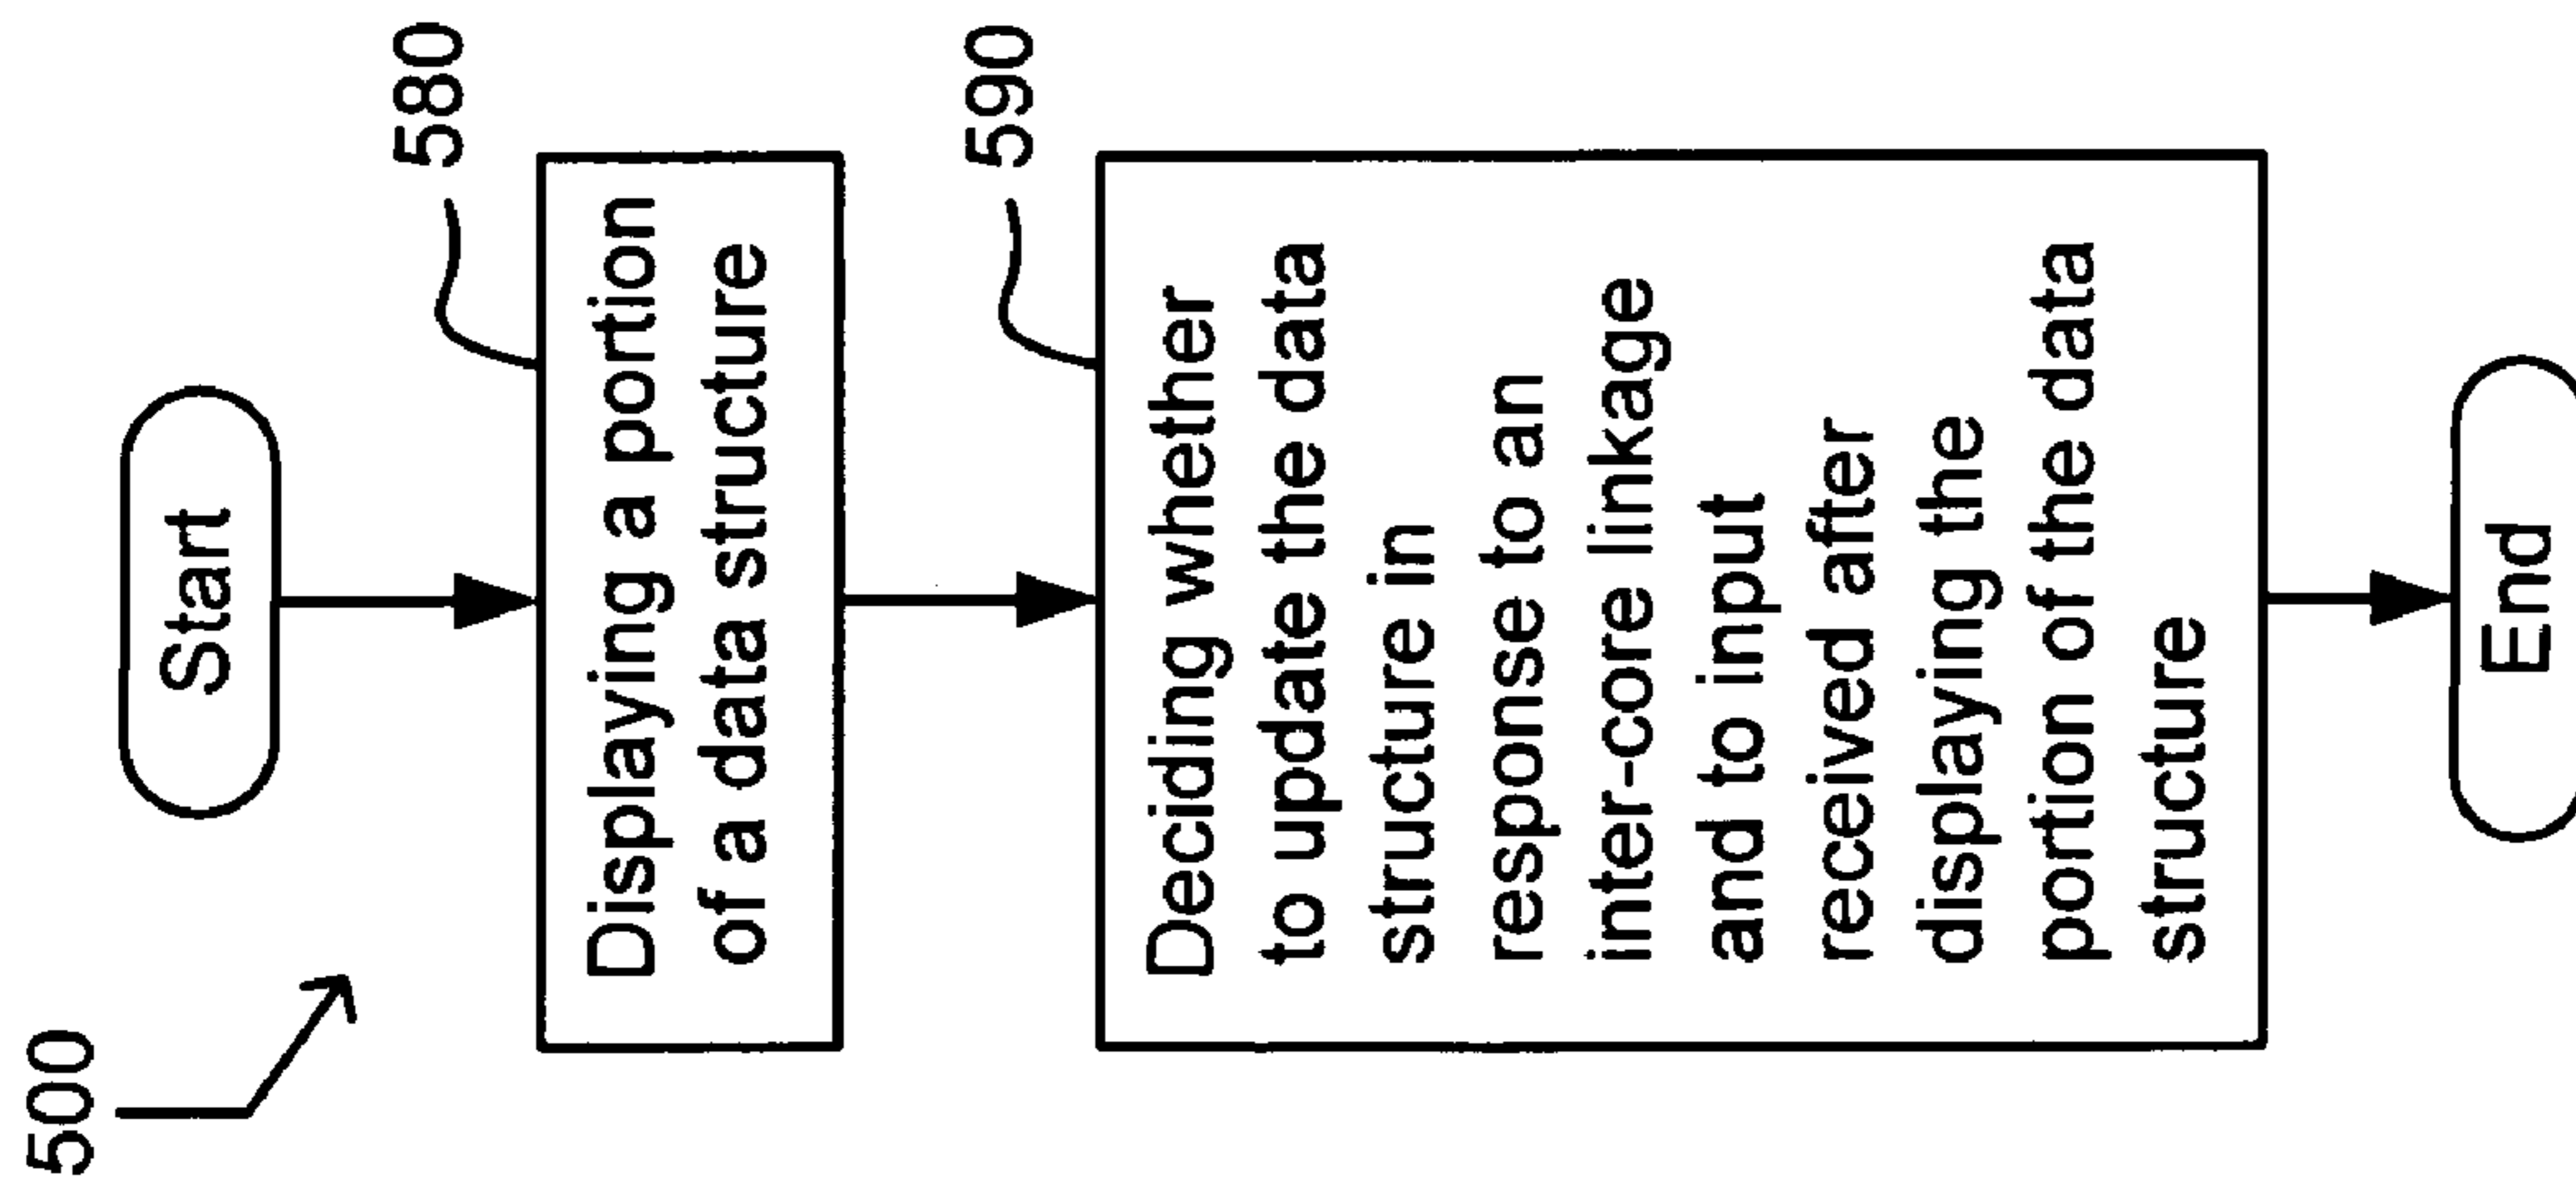 500
Start
580
Displaying a portion
of a data structure
590
Deciding whether
to update the data
structure in
response to an
inter-core linkage
and to input
received after
displaying the
portion of the data
structure
End